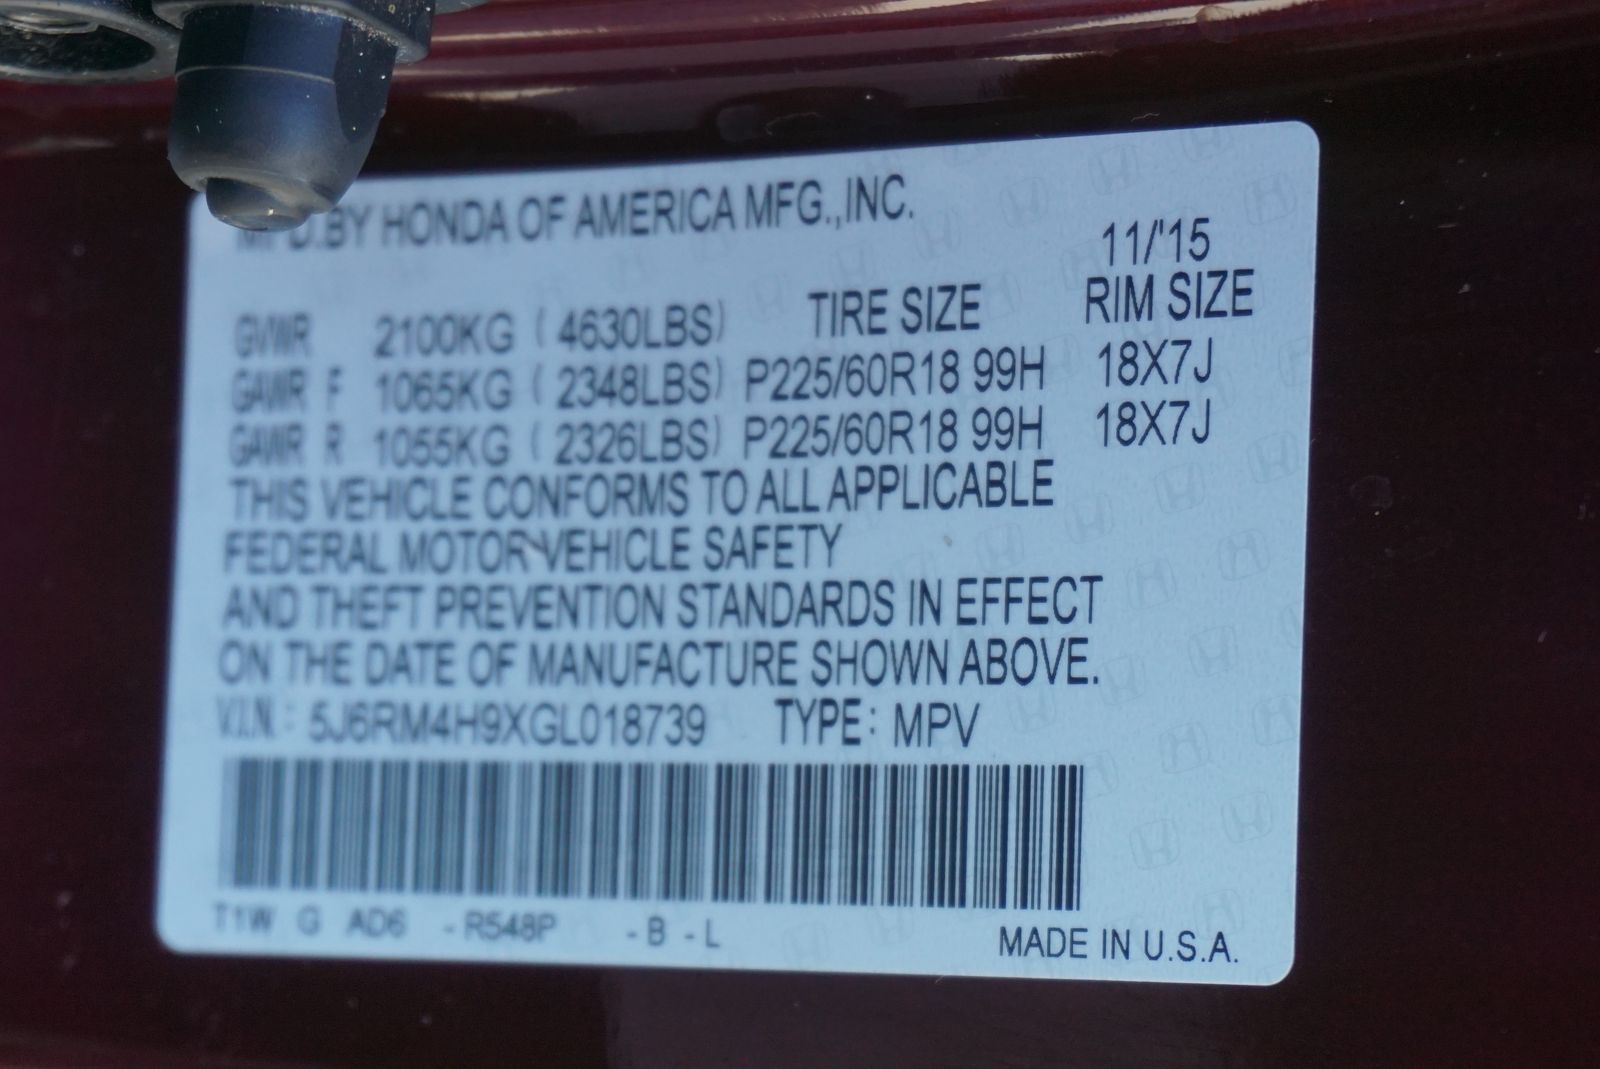 MFD.BY HONDA OF AMERICA MFG.,INC.
11/'15
GVWR 2100KG ( 4630LBS) TIRE SIZE RIM SIZE
GAWR F 1065KG ( 2348LBS) P225/60R18 99H 18X7J
GAWR R 1055KG ( 2326LBS) P225/60R18 99H 18X7J
THIS VEHICLE CONFORMS TO ALL APPLICABLE
FEDERAL MOTOR VEHICLE SAFETY
AND THEFT PREVENTION STANDARDS IN EFFECT
ON THE DATE OF MANUFACTURE SHOWN ABOVE.
V.I.N.: 5J6RM4H9XGL018739 TYPE: MPV
T1W G AD6 -R548P -B -L
MADE IN U.S.A.